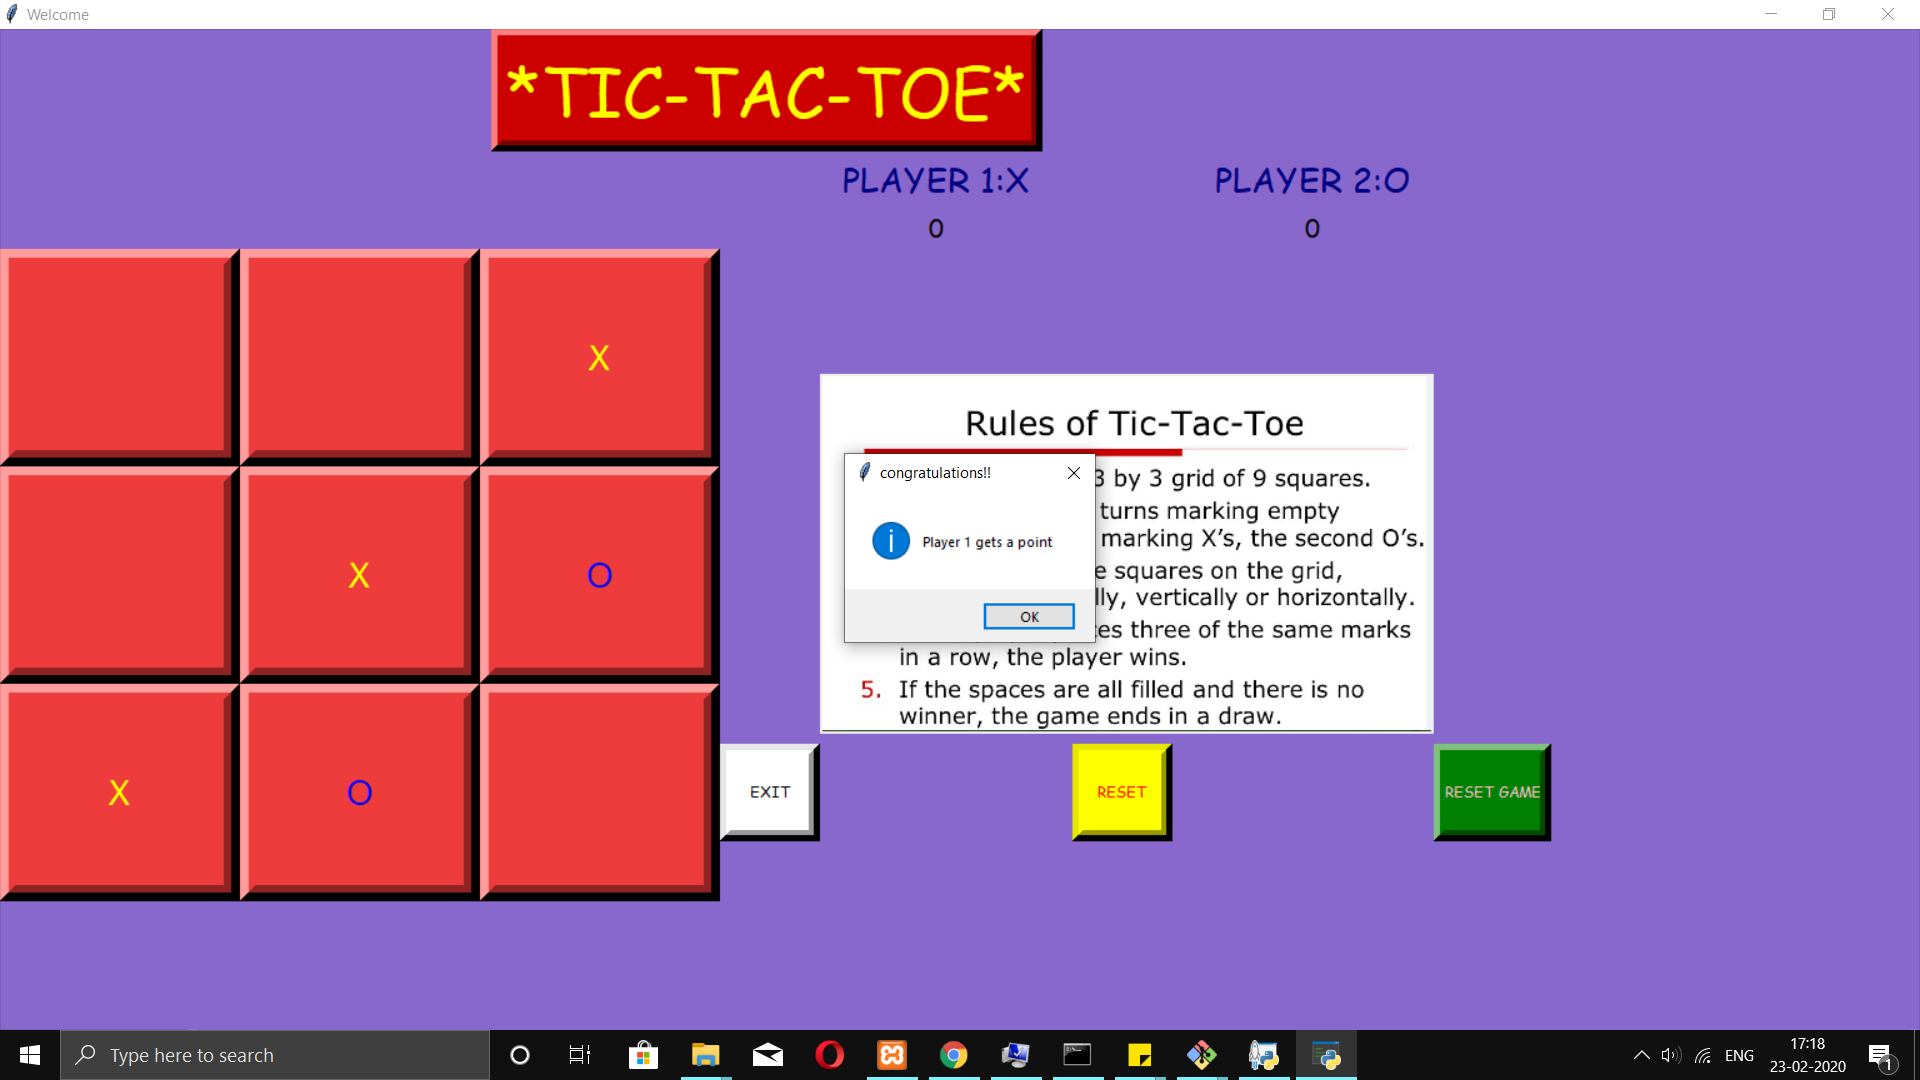 Welcome
*TIC-TAC-TOE*
PLAYER 1:X PLAYER 2:O
0 0
X
X O
X O
Rules of Tic-Tac-Toe
3 by 3 grid of 9 squares.
turns marking empty
marking X's, the second O's.
squares on the grid,
vertically or horizontally.
three of the same marks
in a row, the player wins.
5. If the spaces are all filled and there is no
winner, the game ends in a draw.
congratulations!!
Player 1 gets a point
OK
EXIT
RESET
RESET GAME
Type here to search
ENG
17:18
23-02-2020
1